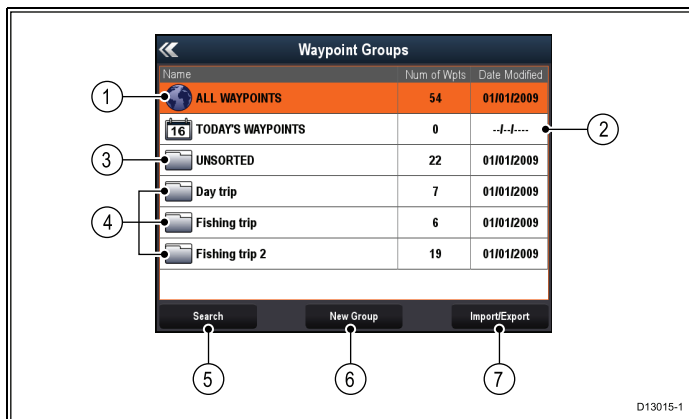 Waypoint Groups
Name Num of Wpts Date Modified
1 ALL WAYPOINTS 54 01/01/2009
16 TODAY'S WAYPOINTS 0 --/--/---- 2
3 UNSORTED 22 01/01/2009
Day trip 7 01/01/2009
4 Fishing trip 6 01/01/2009
Fishing trip 2 19 01/01/2009
Search New Group Import/Export
5 6 7
D13015-1